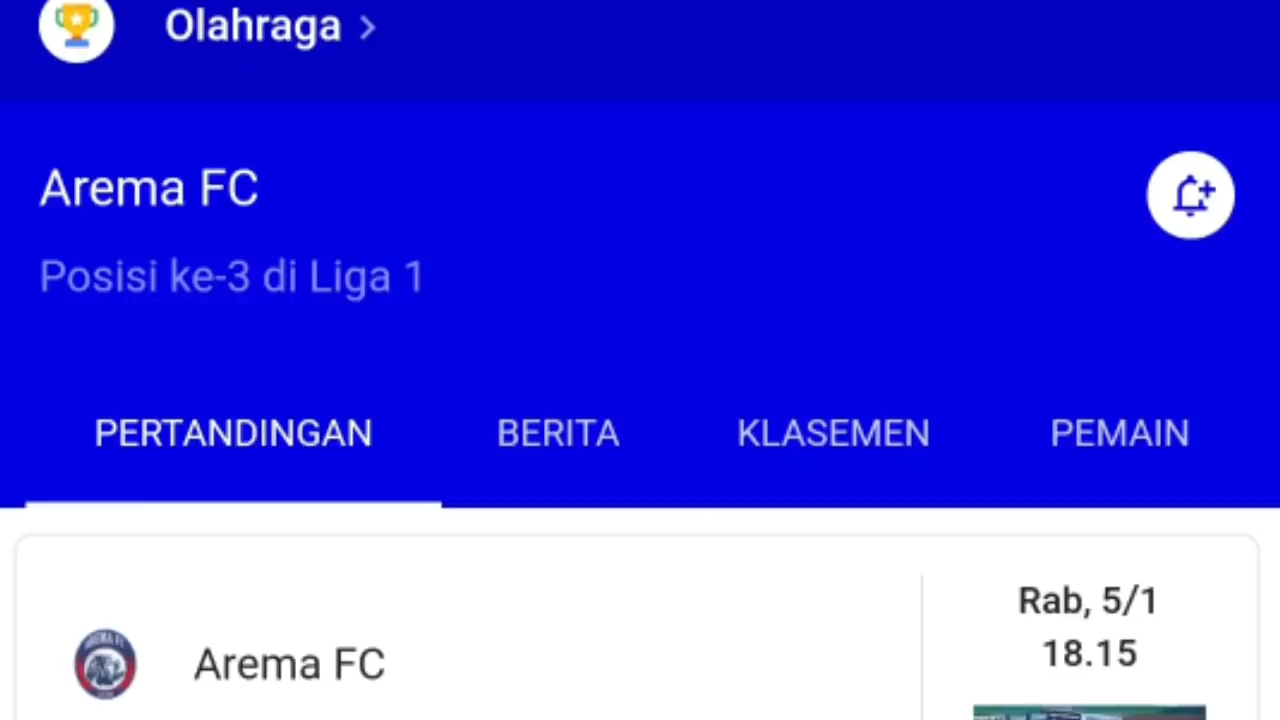 Olahraga
Arema FC
Posisi ke-3 di Liga 1
PERTANDINGAN BERITA KLASEMEN PEMAIN
Rab, 5/1
Arema FC
18.15